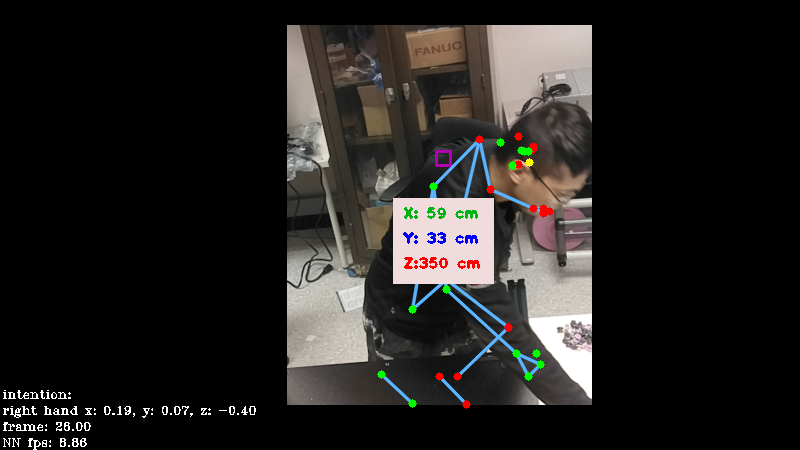 FANUC
X: 59 cm
Y: 33 cm
Z:350 cm
intention:
right hand x: 0.19, y: 0.07, z: -0.40
frame: 26.00
NN fps: 8.86